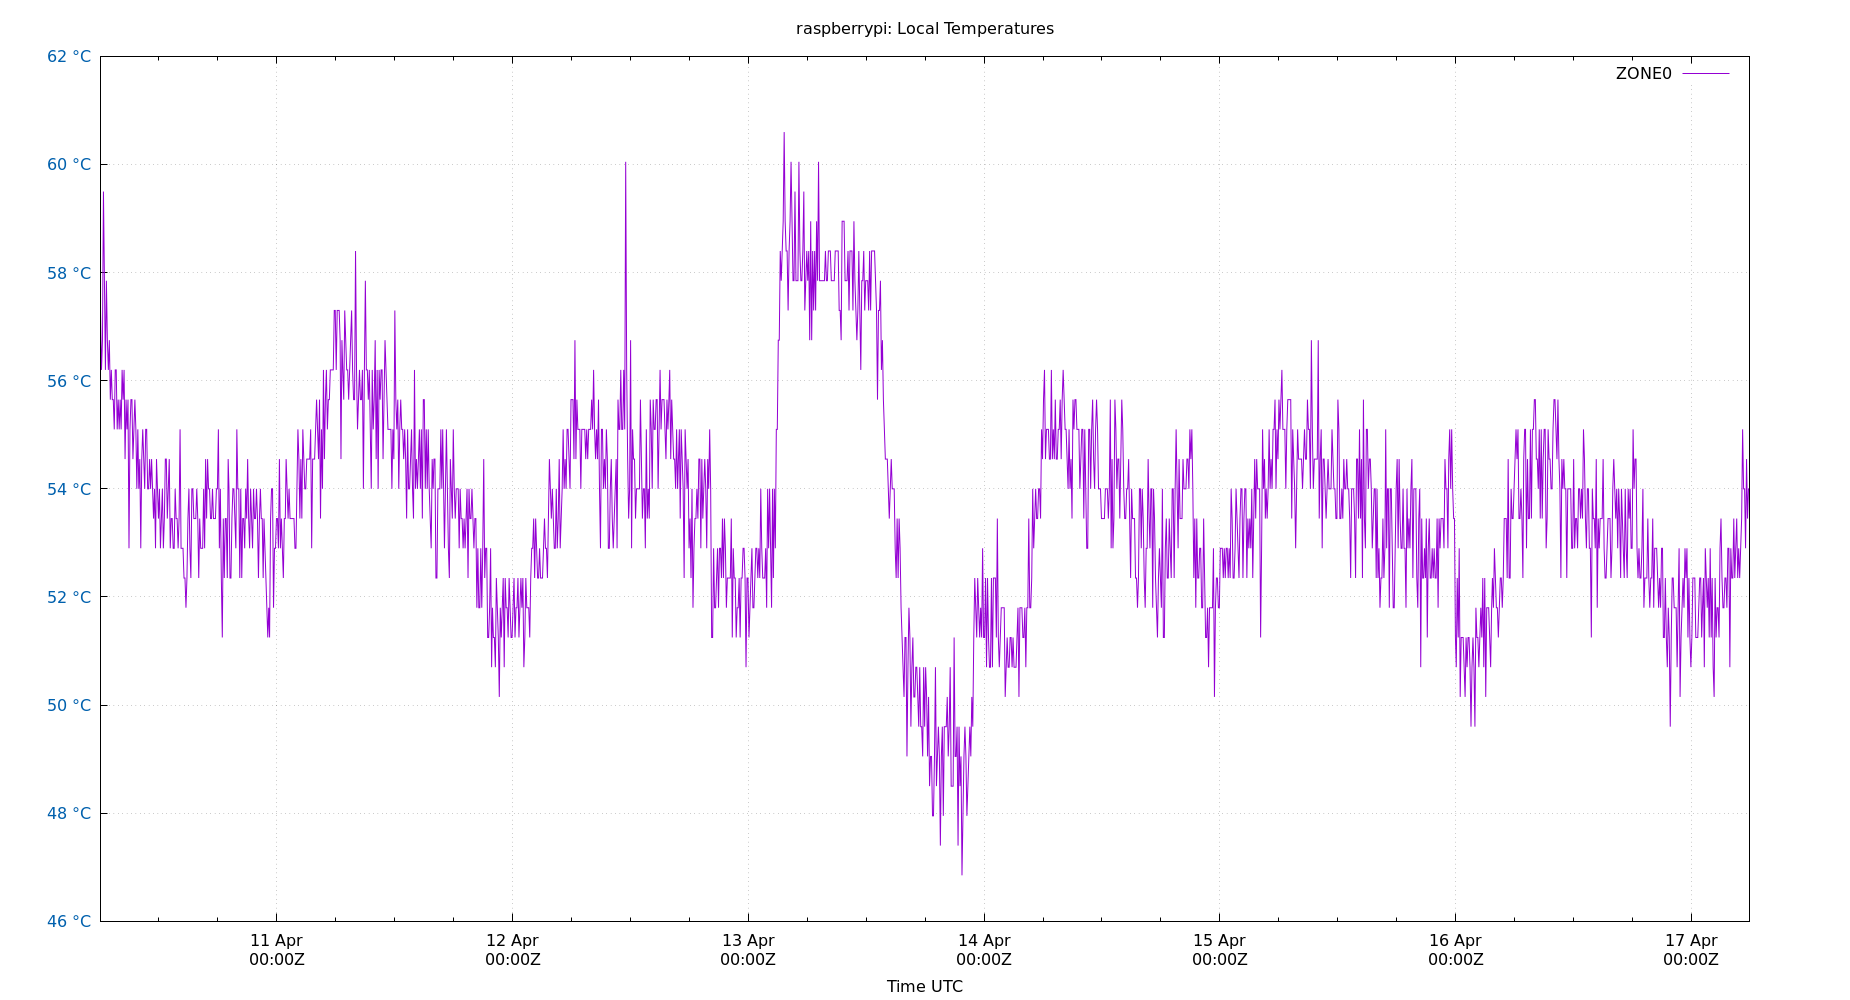 raspberrypi: Local Temperatures
62 °C
ZONE0
60 °C
58 °C
56 °C
54 °C
52 °C
50 °C
48 °C
46 °C
11 Apr 12 Apr 13 Apr 14 Apr 15 Apr 16 Apr 17 Apr
00:00Z 00:00Z 00:00Z 00:00Z 00:00Z 00:00Z 00:00Z
Time UTC